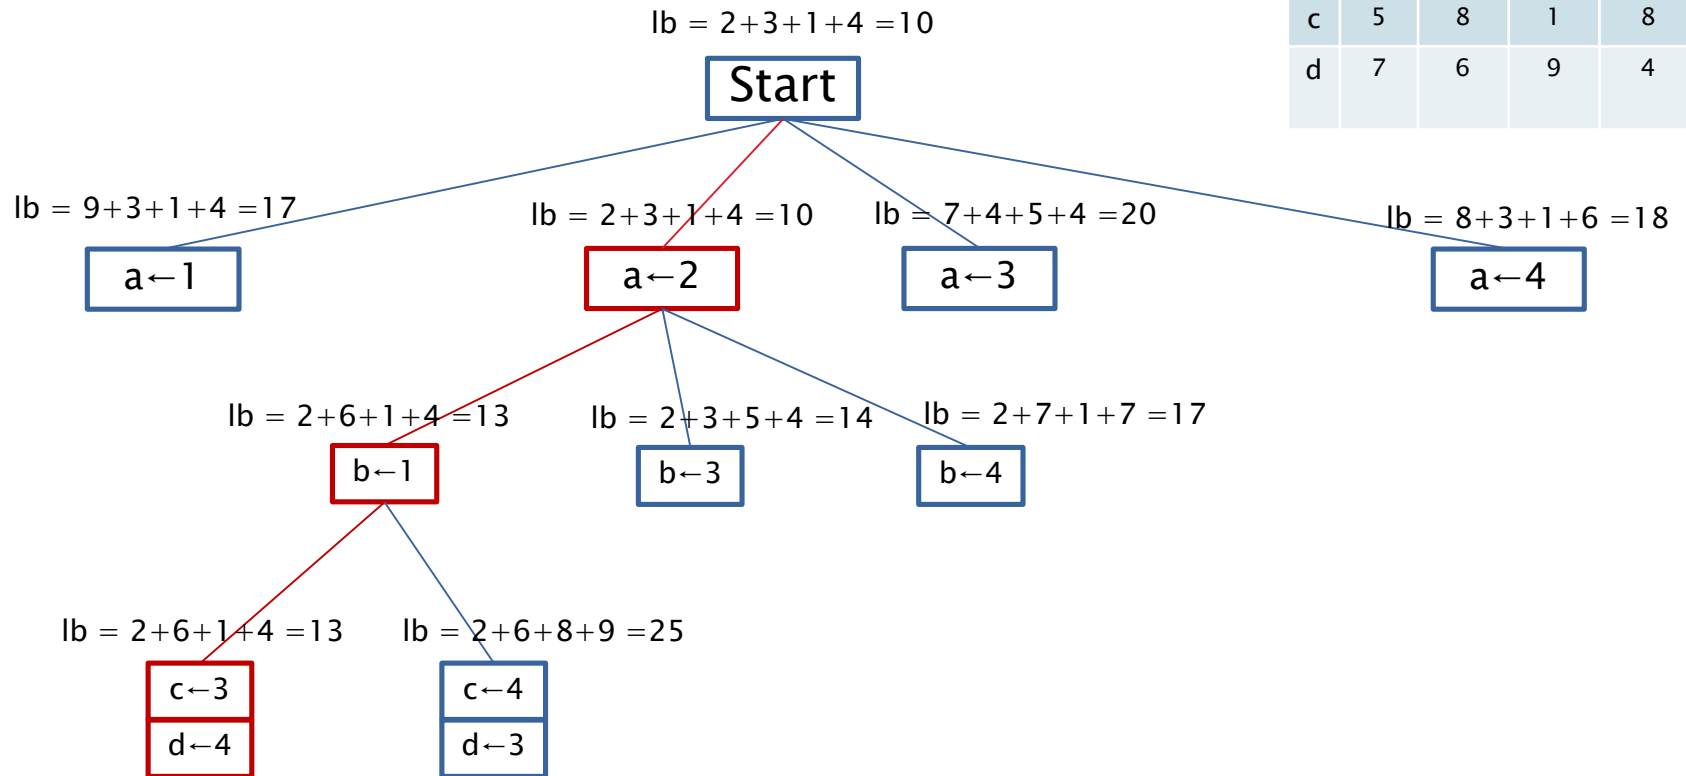 lb = 2+3+1+4 =10
c 5 8 1 8
d 7 6 9 4
Start
lb = 9+3+1+4 =17
lb = 2+3+1+4 =10
lb = 7+4+5+4 =20
lb = 8+3+1+6 =18
a←1
a←2
a←3
a←4
lb = 2+6+1+4 =13
lb = 2+3+5+4 =14
lb = 2+7+1+7 =17
b←1
b←3
b←4
lb = 2+6+1+4 =13
lb = 2+6+8+9 =25
c←3
c←4
d←4
d←3